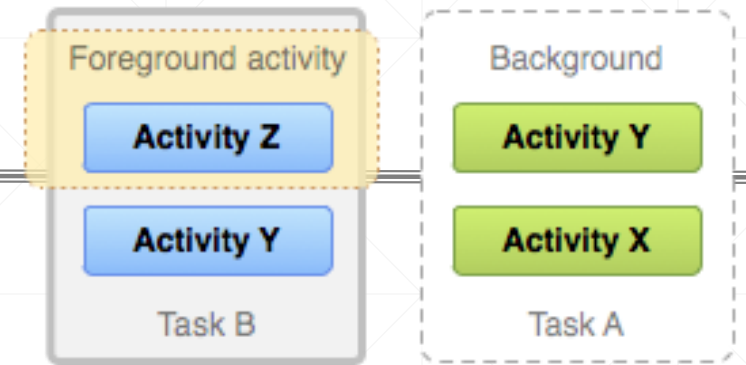 Foreground activity
Activity Z
Activity Y
Task B
Background
Activity Y
Activity X
Task A